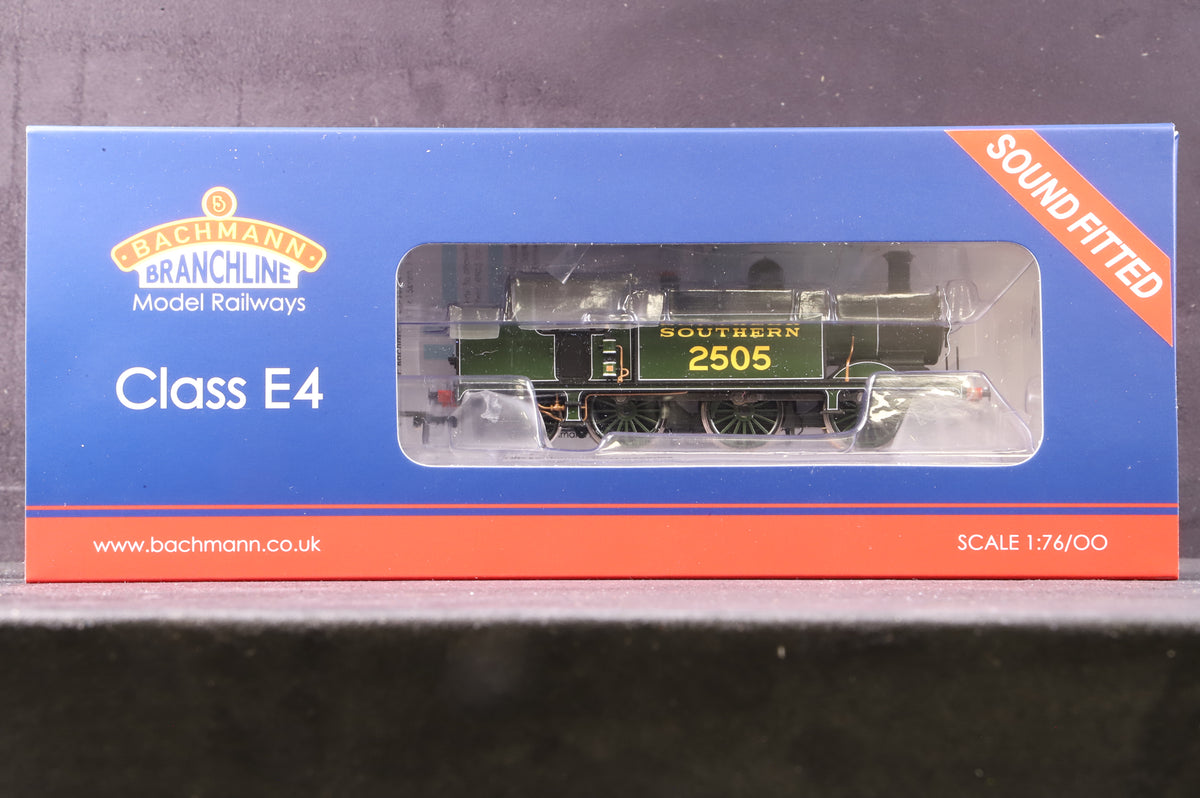 B
BACHMANN
BRANCHLINE
Model Railways
Class E4
SOUND FITTED
SOUTHERN
2505
www.bachmann.co.uk
SCALE 1:76/OO